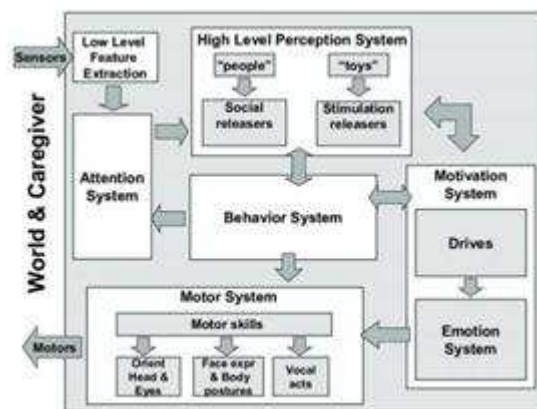 World & Caregiver
Sensors
Low Level
Feature
Extraction
High Level Perception System
"people"
"toys"
Social
releasers
Stimulation
releasers
Attention
System
Behavior System
Motivation
System
Drives
Emotion
System
Motor System
Motor skills
Motors
Orient
Head &
Eyes
Face expr
& Body
postures
Vocal
acts